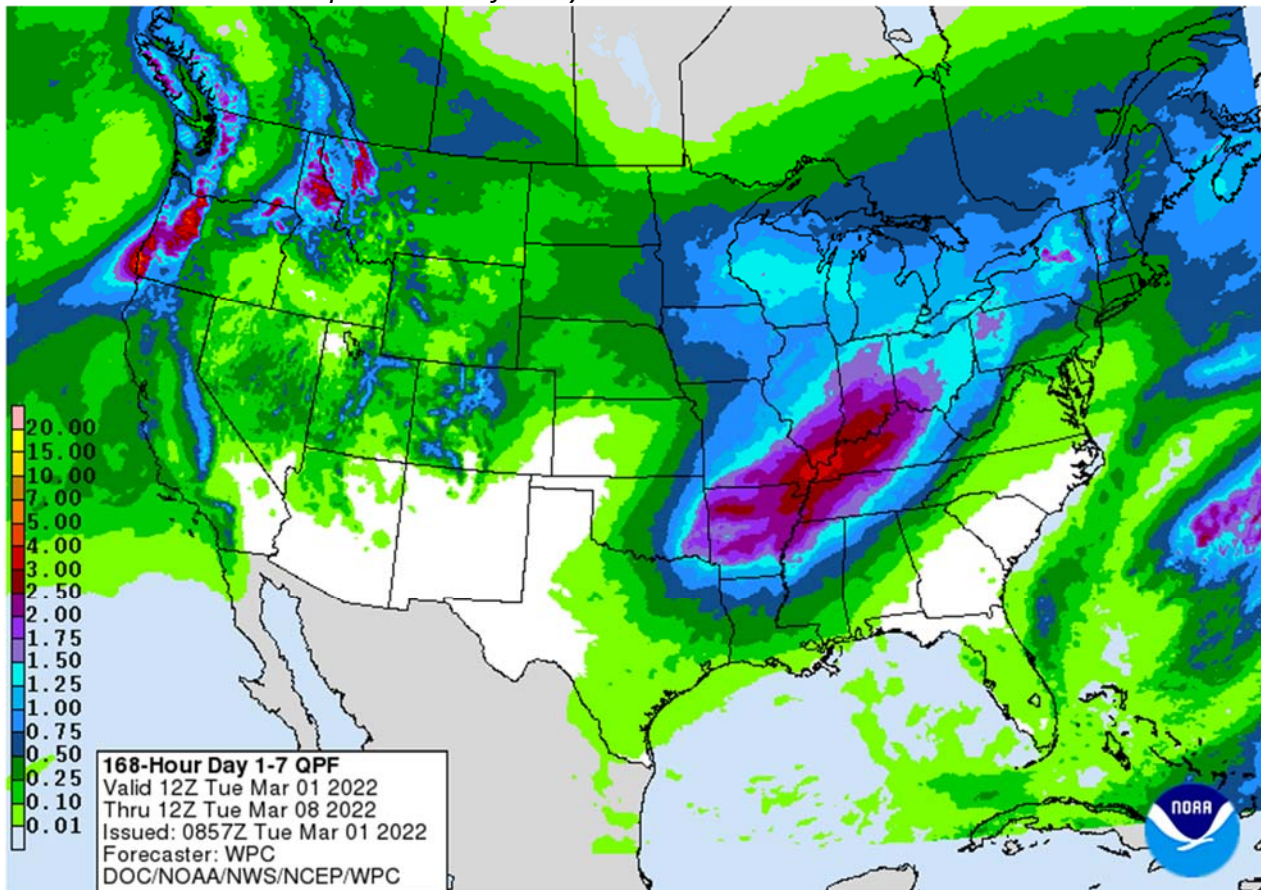 20.00
15.00
10.00
7.00
5.00
4.00
3.00
2.50
2.00
1.75
1.50
1.25
1.00
0.75
0.50
0.25
0.10
0.01
168-Hour Day 1-7 QPF
Valid 12Z Tue Mar 01 2022
Thru 12Z Tue Mar 08 2022
Issued: 0857Z Tue Mar 01 2022
Forecaster: WPC
DOC/NOAA/NWS/NCEP/WPC
NOAA